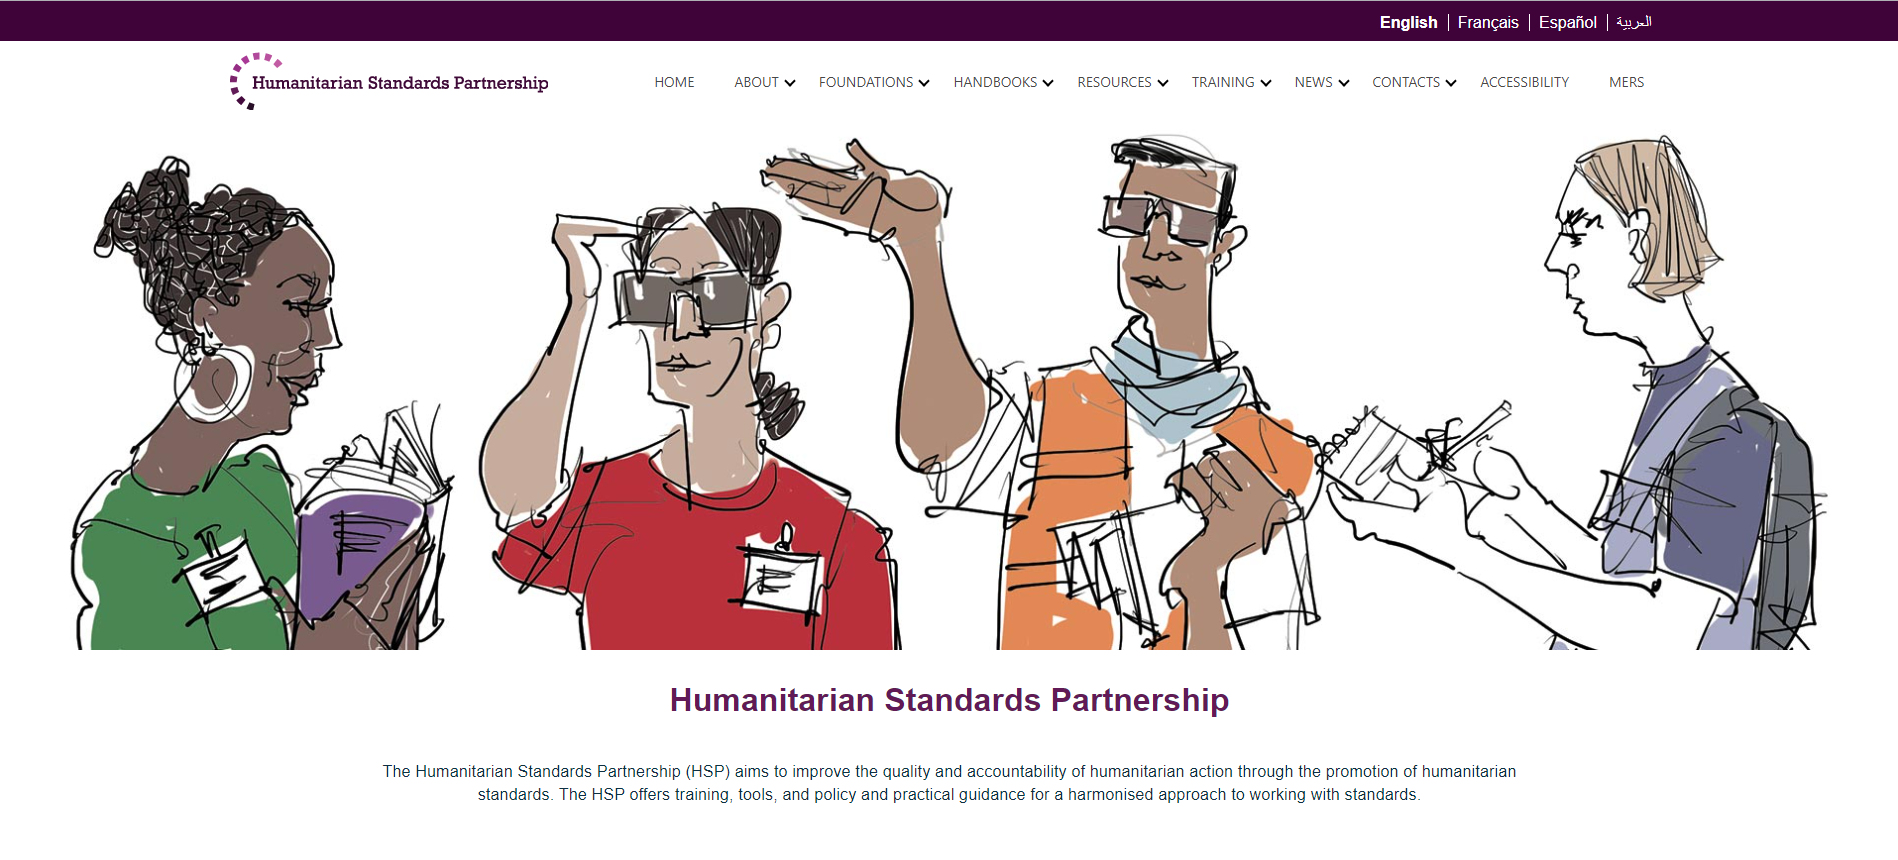 English | Français | Español | العربية
Humanitarian Standards Partnership
HOME ABOUT FOUNDATIONS HANDBOOKS RESOURCES TRAINING NEWS CONTACTS ACCESSIBILITY MERS
Humanitarian Standards Partnership
The Humanitarian Standards Partnership (HSP) aims to improve the quality and accountability of humanitarian action through the promotion of humanitarian
standards. The HSP offers training, tools, and policy and practical guidance for a harmonised approach to working with standards.